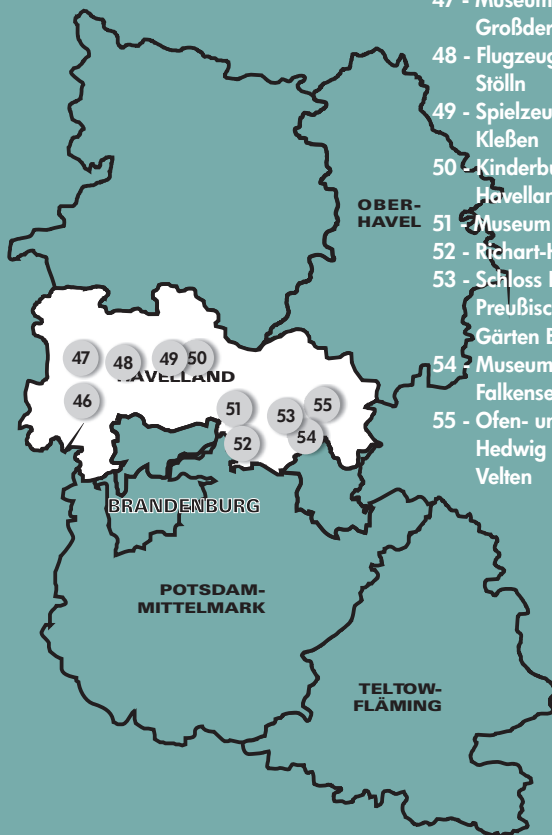 47 - Museum
Großder
48 - Flugzeug
Stölln
49 - Spielzeu
Kleßen
50 - Kinderbu
Havellan
51 - Museum
52 - Richart-H
53 - Schloss
Preußisc
Gärten
54 - Museum
Falkense
55 - Ofen- un
Hedwig
Velten
OBER-
HAVEL
47
48
49
50
HAVELLAND
46
51
52
53
54
55
BRANDENBURG
POTSDAM-
MITTELMARK
TELTOW-
FLÄMING